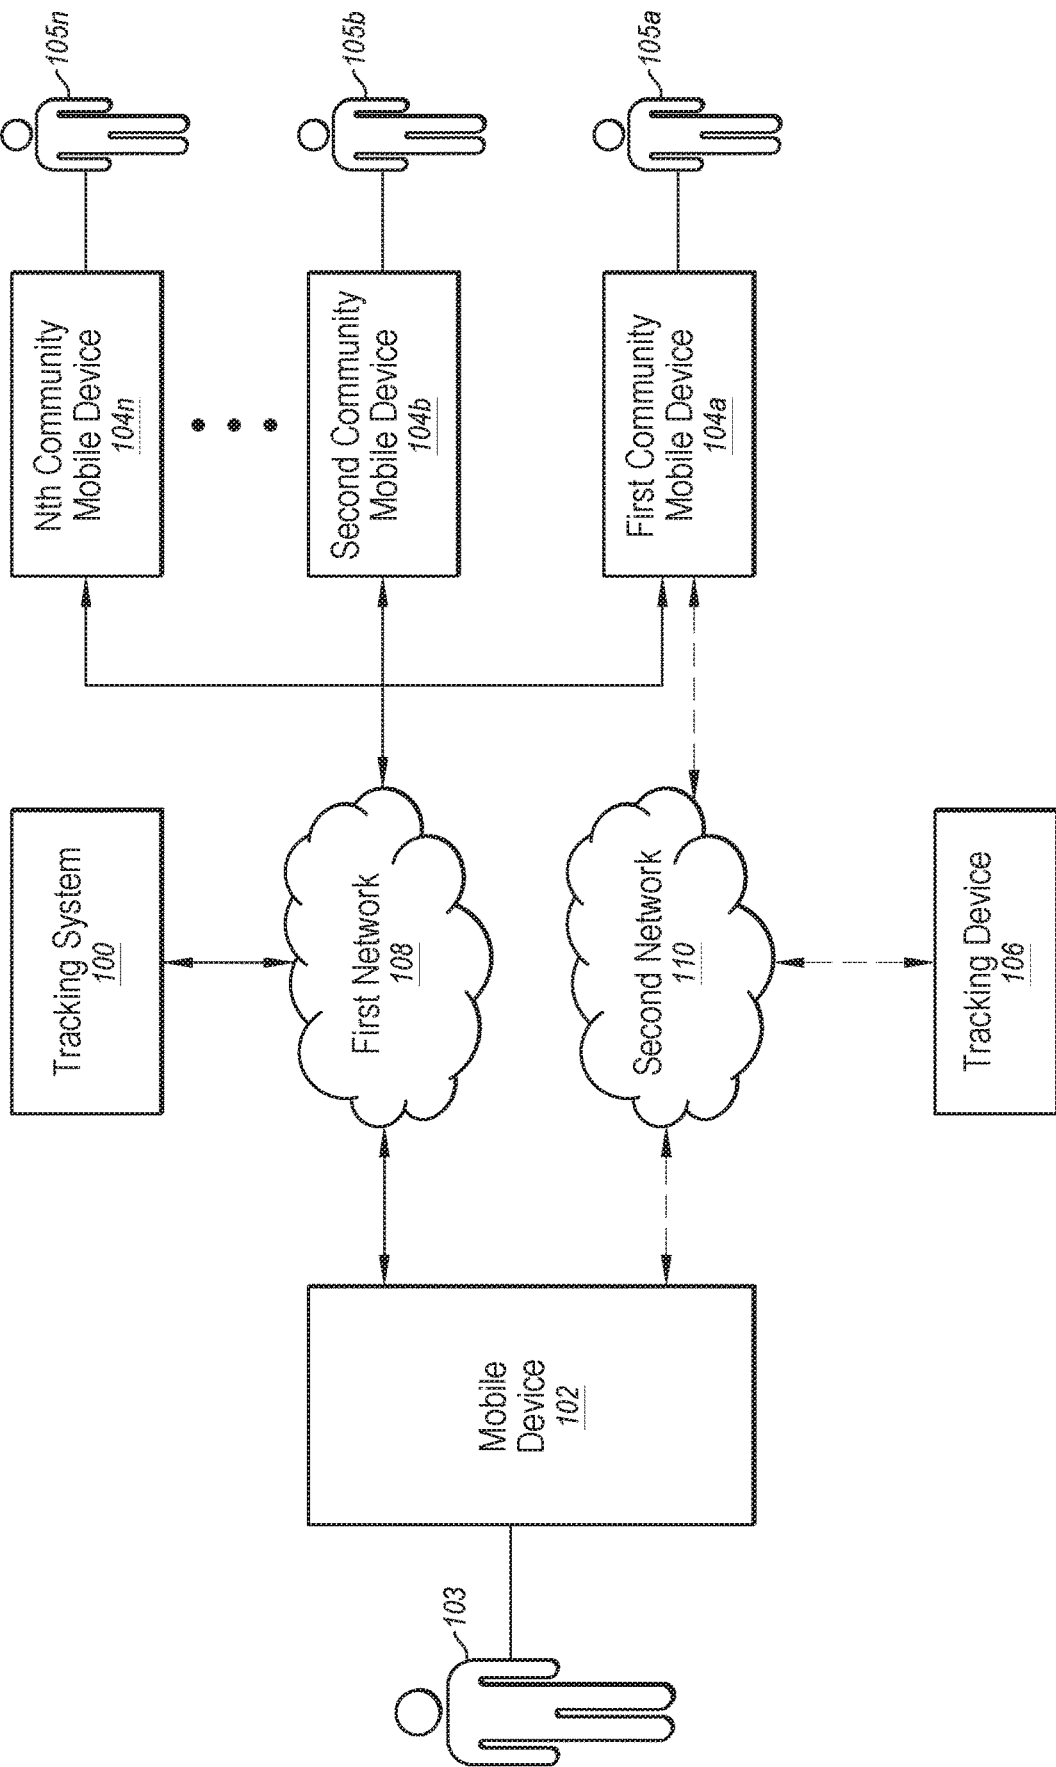 103
Mobile
Device
102
Tracking System
100
First Network
108
Second Network
110
Tracking Device
106
Nth Community
Mobile Device
104n
105n
Second Community
Mobile Device
104b
105b
First Community
Mobile Device
104a
105a